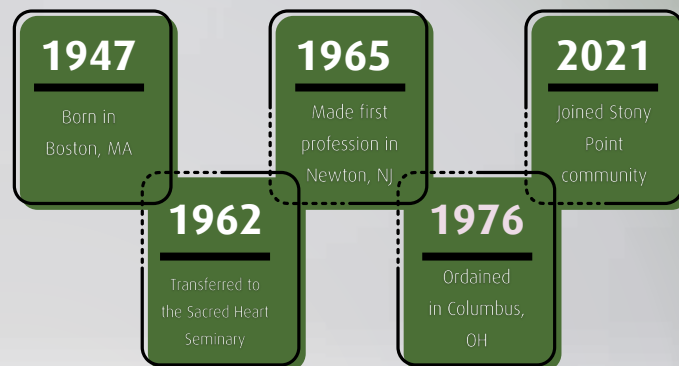 1947
Born in
Boston, MA
1962
Transferred to
the Sacred Heart
Seminary
1965
Made first
profession in
Newton, NJ
1976
Ordained
in Columbus,
OH
2021
Joined Stony
Point
community